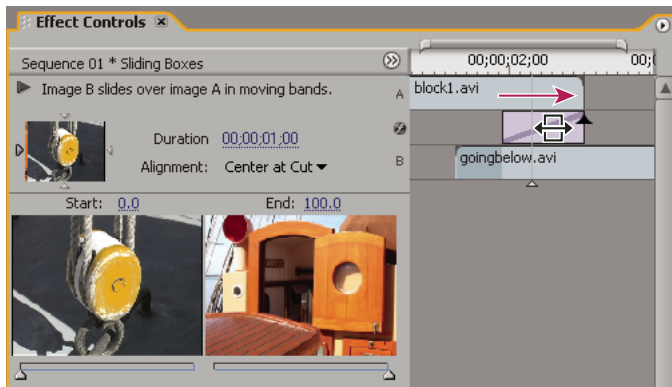 Effect Controls
Sequence 01 * Sliding Boxes
Image B slides over image A in moving bands.
Duration 00;00;01;00
Alignment: Center at Cut
Start: 0.0 End: 100.0
00;00;02;00 00;
A block1.avi
B goingbelow.avi